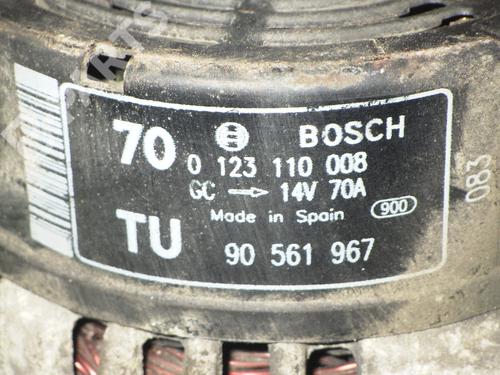 70 BOSCH
0 123 110 008
GC → 14V 70A
Made in Spain 900
TU 90 561 967
083